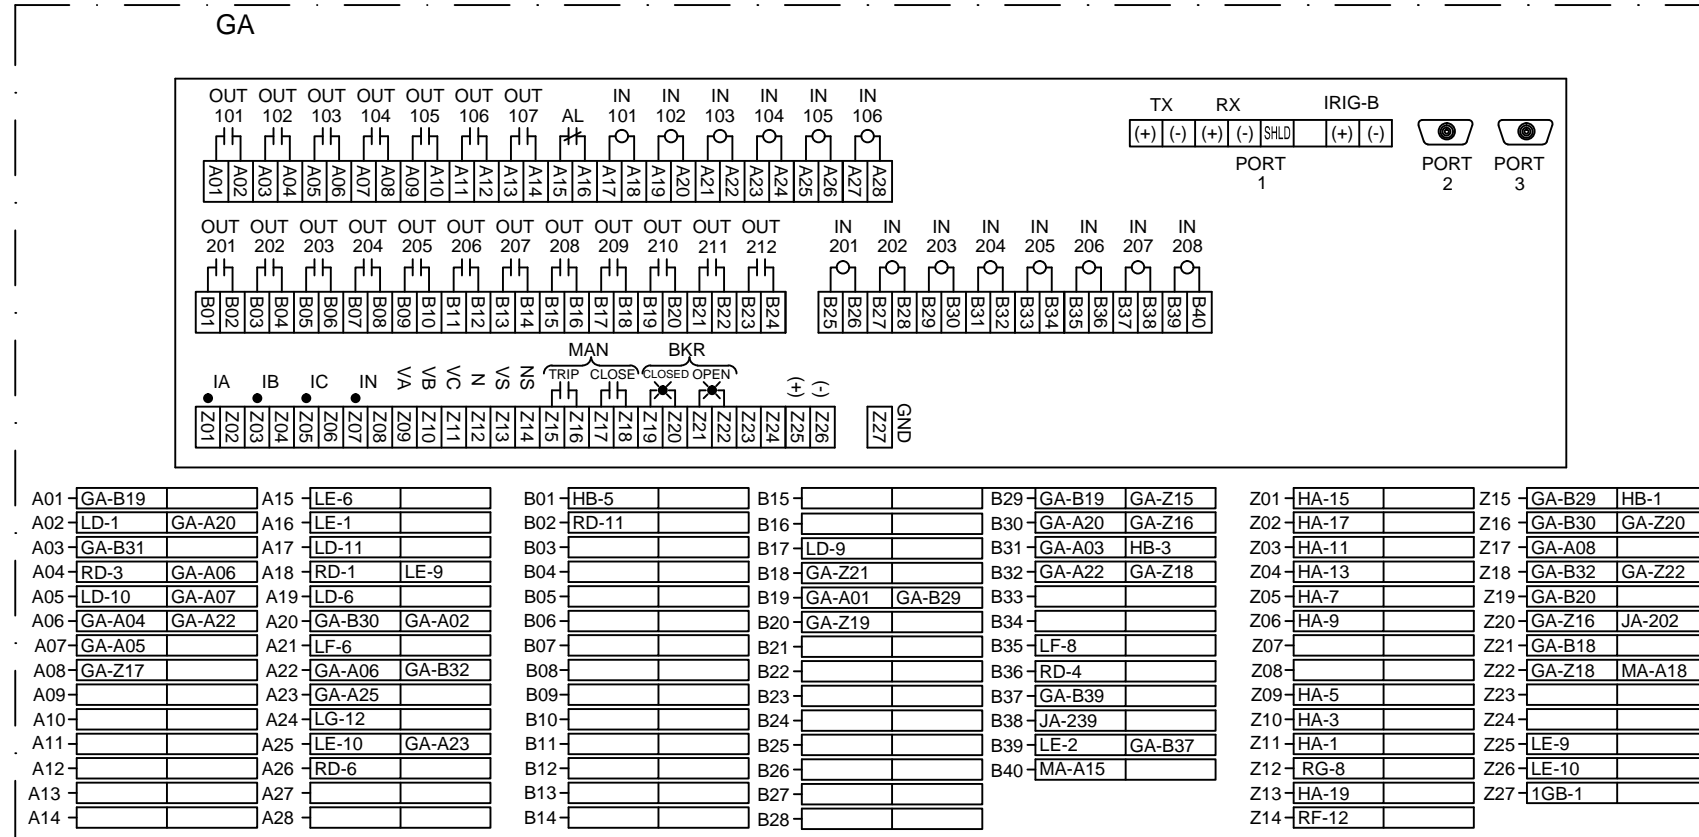 GA
OUT OUT OUT OUT OUT OUT OUT IN IN IN IN IN IN
101 102 103 104 105 106 107 AL 101 102 103 104 105 106
TX RX IRIG-B
(+) (-) (+) (-) SHLD (+) (-)
PORT PORT PORT
1 2 3
A01 A02 A03 A04 A05 A06 A07 A08 A09 A10 A11 A12 A13 A14 A15 A16 A17 A18 A19 A20 A21 A22 A23 A24 A25 A26 A27 A28
OUT OUT OUT OUT OUT OUT OUT OUT OUT OUT OUT OUT IN IN IN IN IN IN IN IN
201 202 203 204 205 206 207 208 209 210 211 212 201 202 203 204 205 206 207 208
B01 B02 B03 B04 B05 B06 B07 B08 B09 B10 B11 B12 B13 B14 B15 B16 B17 B18 B19 B20 B21 B22 B23 B24 B25 B26 B27 B28 B29 B30 B31 B32 B33 B34 B35 B36 B37 B38 B39 B40
MAN BKR
IA IB IC IN VA VB VC N VS NS TRIP CLOSE CLOSED OPEN (+) (-)
Z01 Z02 Z03 Z04 Z05 Z06 Z07 Z08 Z09 Z10 Z11 Z12 Z13 Z14 Z15 Z16 Z17 Z18 Z19 Z20 Z21 Z22 Z23 Z24 Z25 Z26 Z27 GND
A01 GA-B19 A15 LE-6 B01 HB-5 B15 B29 GA-B19 GA-Z15 Z01 HA-15 Z15 GA-B29 HB-1
A02 LD-1 GA-A20 A16 LE-1 B02 RD-11 B16 B30 GA-A20 GA-Z16 Z02 HA-17 Z16 GA-B30 GA-Z20
A03 GA-B31 A17 LD-11 B03 B17 LD-9 B31 GA-A03 HB-3 Z03 HA-11 Z17 GA-A08
A04 RD-3 GA-A06 A18 RD-1 LE-9 B04 B18 GA-Z21 B32 GA-A22 GA-Z18 Z04 HA-13 Z18 GA-B32 GA-Z22
A05 LD-10 GA-A07 A19 LD-6 B05 B19 GA-A01 GA-B29 B33 Z05 HA-7 Z19 GA-B20
A06 GA-A04 GA-A22 A20 GA-B30 GA-A02 B06 B20 GA-Z19 B34 Z06 HA-9 Z20 GA-Z16 JA-202
A07 GA-A05 A21 LF-6 B07 B21 B35 LF-8 Z07 Z21 GA-B18
A08 GA-Z17 A22 GA-A06 GA-B32 B08 B22 B36 RD-4 Z08 Z22 GA-Z18 MA-A18
A09 A23 GA-A25 B09 B23 B37 GA-B39 Z09 HA-5 Z23
A10 A24 LG-12 B10 B24 B38 JA-239 Z10 HA-3 Z24
A11 A25 LE-10 GA-A23 B11 B25 B39 LE-2 GA-B37 Z11 HA-1 Z25 LE-9
A12 A26 RD-6 B12 B26 B40 MA-A15 Z12 RG-8 Z26 LE-10
A13 A27 B13 B27 Z13 HA-19 Z27 1GB-1
A14 A28 B14 B28 Z14 RF-12